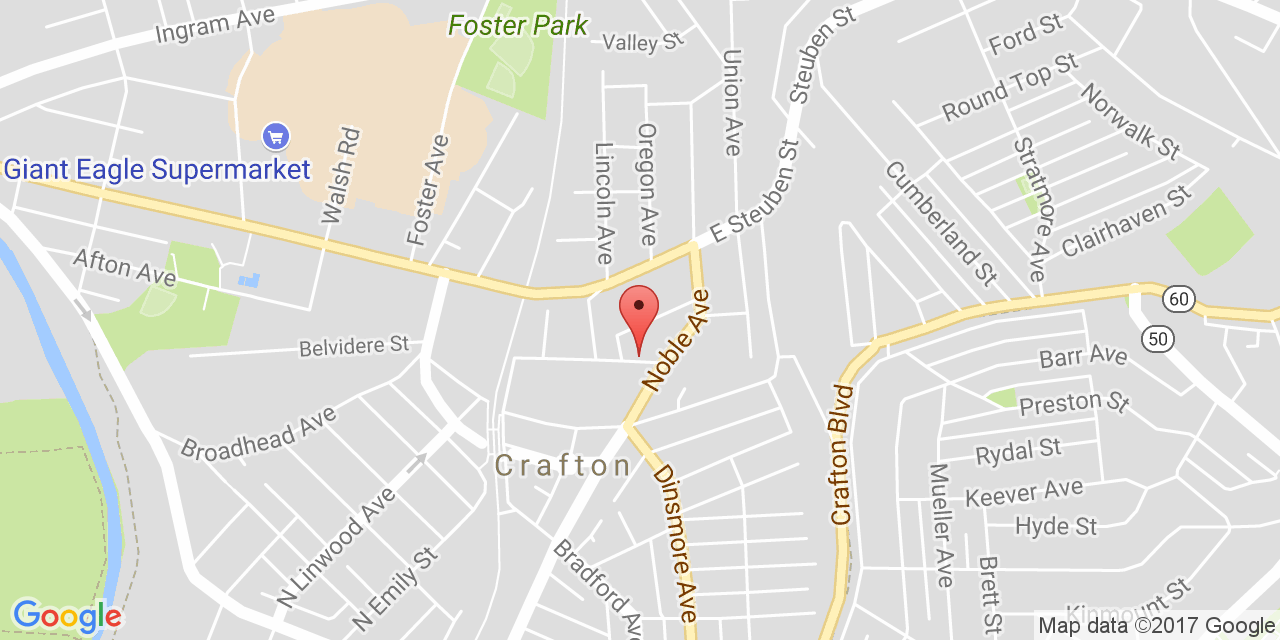 Ingram Ave
Foster Park
Valley St
Union Ave
Steuben St
Ford St
Round Top St
Norwalk St
Giant Eagle Supermarket
Walsh Rd
Foster Ave
Lincoln Ave
Oregon Ave
E Steuben St
Cumberland St
Stratmore Ave
Clairhaven St
Afton Ave
Belvidere St
Noble Ave
60
50
Barr Ave
Preston St
Broadhead Ave
Crafton
Crafton Blvd
Rydal St
Keever Ave
Hyde St
Mueller Ave
Brett St
Dinsmore Ave
Bradford Ave
N Linwood Ave
N Emily St
Kinmount St
Google
Map data ©2017 Google